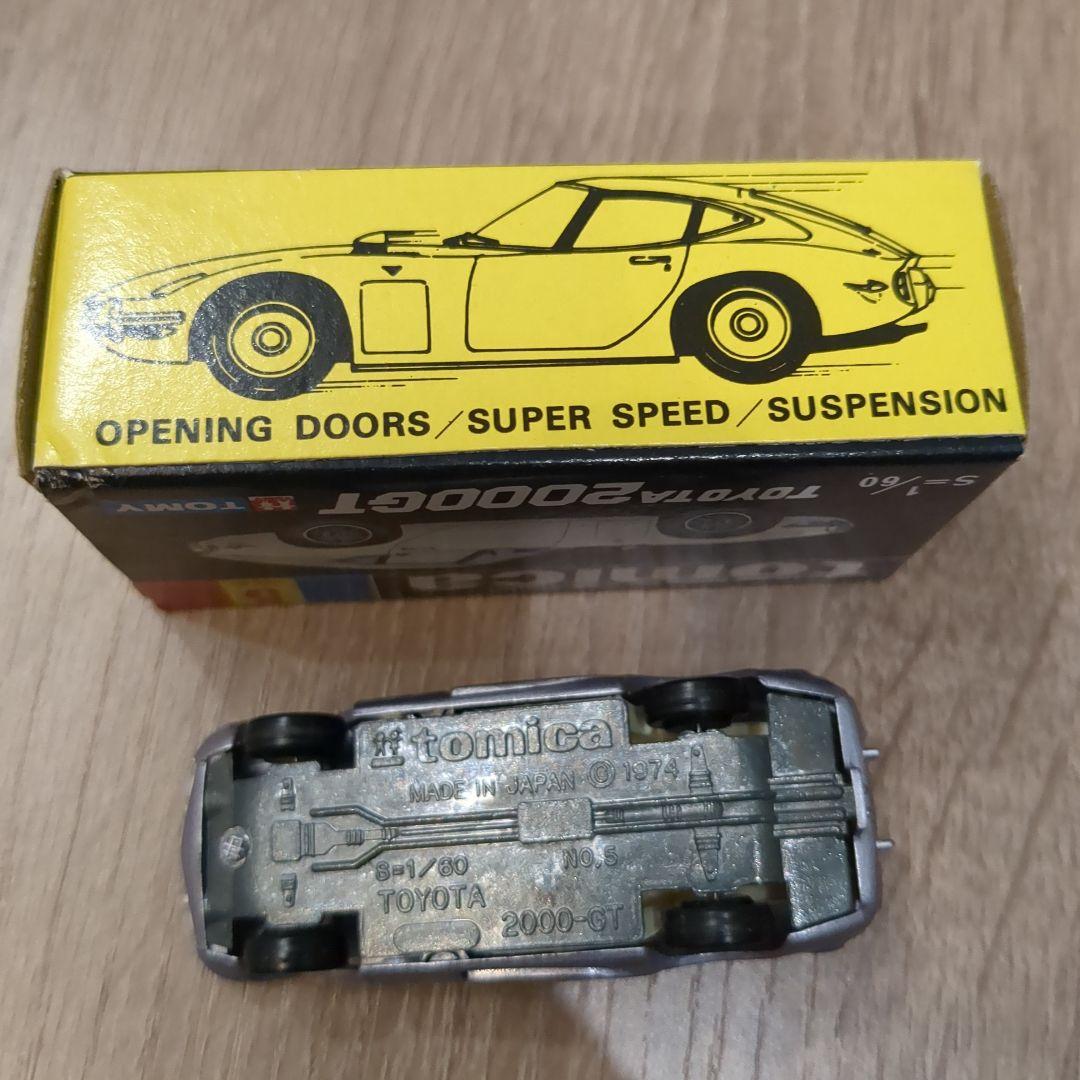 OPENING DOORS/SUPER SPEED/SUSPENSION
S=1/60
TOYOTA2000GT
TOMY
tomica
tomica
MADE IN JAPAN © 1974
S=1/60
NO.5
TOYOTA
2000-GT